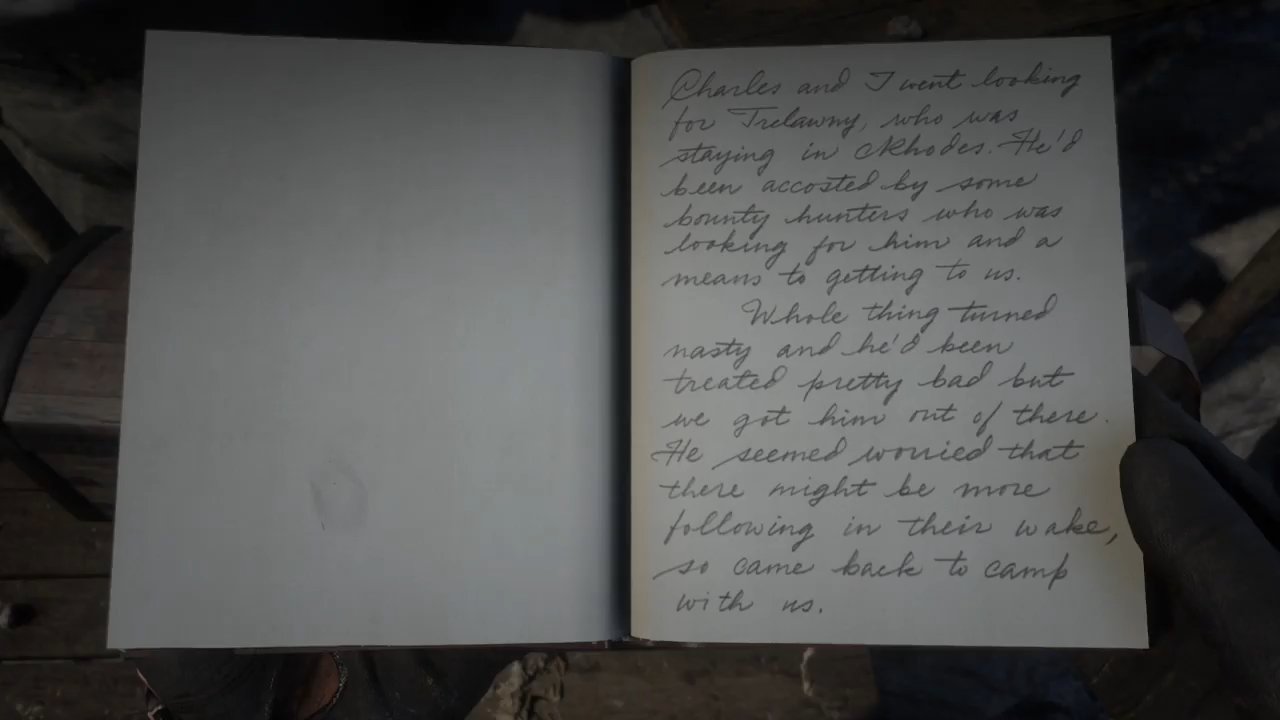 Charles and I went looking
for Trelawny, who was
staying in Rhodes. He'd
been accosted by some
bounty hunters who was
looking for him and a
means to getting to us.
Whole thing turned
nasty and he'd been
treated pretty bad but
we got him out of there.
He seemed worried that
there might be more
following in their wake,
so came back to camp
with us.